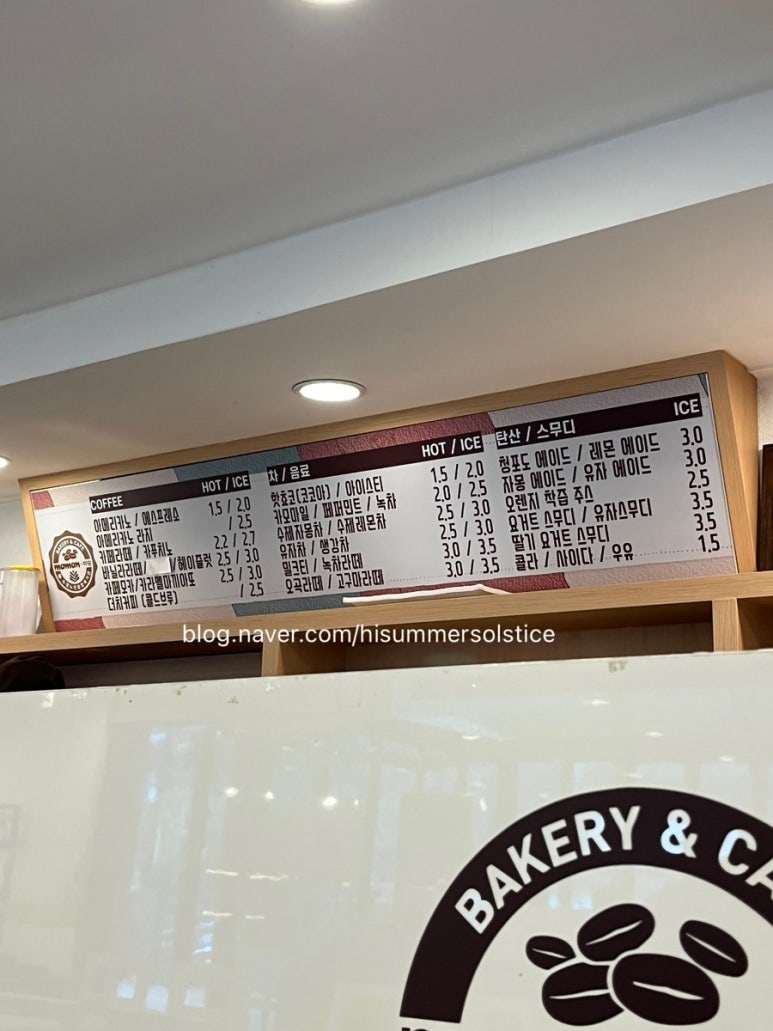 COFFEE HOT / ICE
아메리카노 / 에스프레소 1.5 / 2.0
아메리카노 라지 / 2.5
카페라떼 / 카푸치노 2.2 / 2.7
바닐라라떼/ /헤이즐럿 2.5 / 3.0
카페모카/카라멜마끼아또 2.5 / 3.0
더치커피 (콜드브루) / 2.5
차 / 음료 HOT / ICE
핫쵸코(코코아) / 아이스티 1.5 / 2.0
카모마일 / 페퍼민트 / 녹차 2.0 / 2.5
수제자몽차 / 수제레몬차 2.5 / 3.0
유자차 / 생강차 2.5 / 3.0
밀크티 / 녹차라떼 3.0 / 3.5
오곡라떼 / 고구마라떼 3.0 / 3.5
탄산 / 스무디 ICE
청포도 에이드 / 레몬 에이드 3.0
자몽 에이드 / 유자 에이드 3.0
오렌지 착즙 주스 2.5
요거트 스무디 / 유자스무디 3.5
딸기 요거트 스무디 3.5
콜라 / 사이다 / 우유 1.5
BAKERY & CAFE
momon
blog.naver.com/hisummersolstice
BAKERY & CA